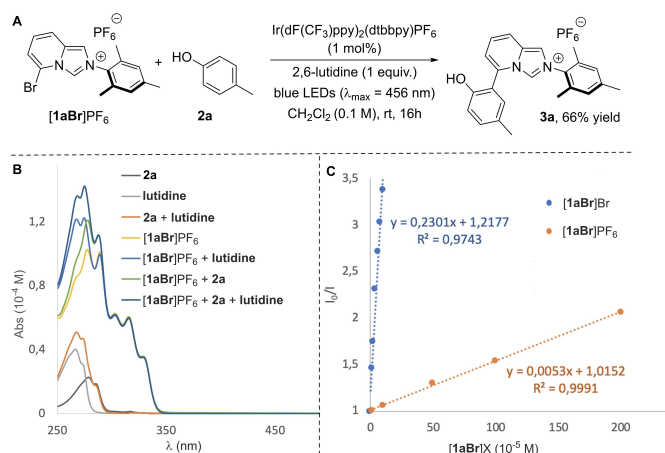 A
PF₆
⊖
Br
N
N
⊕
[1aBr]PF₆
+
HO
2a
Ir(dF(CF3)ppy)₂(dtbbpy)PF6
(1 mol%)
2,6-lutidine (1 equiv.)
blue LEDs (λmax = 456 nm)
CH₂Cl₂ (0.1 M), rt, 16h
PF₆
⊖
N
N
⊕
HO
3a, 66% yield
B
Abs (10⁻⁴ M)
1,2
0,8
0,4
0
250
350
450
λ (nm)
2a
lutidine
2a + lutidine
[1aBr]PF₆
[1aBr]PF₆ + lutidine
[1aBr]PF₆ + 2a
[1aBr]PF₆ + 2a + lutidine
C
I₀/I
3,5
3
2,5
2
1,5
1
0
50
100
150
200
[1aBr]X (10⁻⁵ M)
[1aBr]Br
[1aBr]PF₆
y = 0,2301x + 1,2177
R² = 0,9743
y = 0,0053x + 1,0152
R² = 0,9991